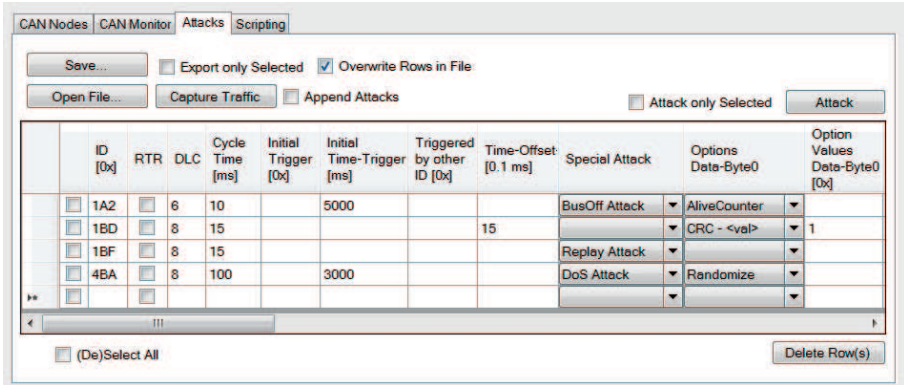 CAN Nodes CAN Monitor Attacks Scripting
Save... Export only Selected Overwrite Rows in File
Open File... Capture Traffic Append Attacks Attack only Selected Attack
ID [0x] RTR DLC Cycle Time [ms] Initial Trigger [0x] Initial Time-Trigger [ms] Triggered by other ID [0x] Time-Offset [0.1 ms] Special Attack Options Data-Byte0 Option Values Data-Byte0 [0x]
1A2 6 10 5000 BusOff Attack AliveCounter
1BD 8 15 15 CRC - <val> 1
1BF 8 15 Replay Attack
4BA 8 100 3000 DoS Attack Randomize
(De)Select All Delete Row(s)